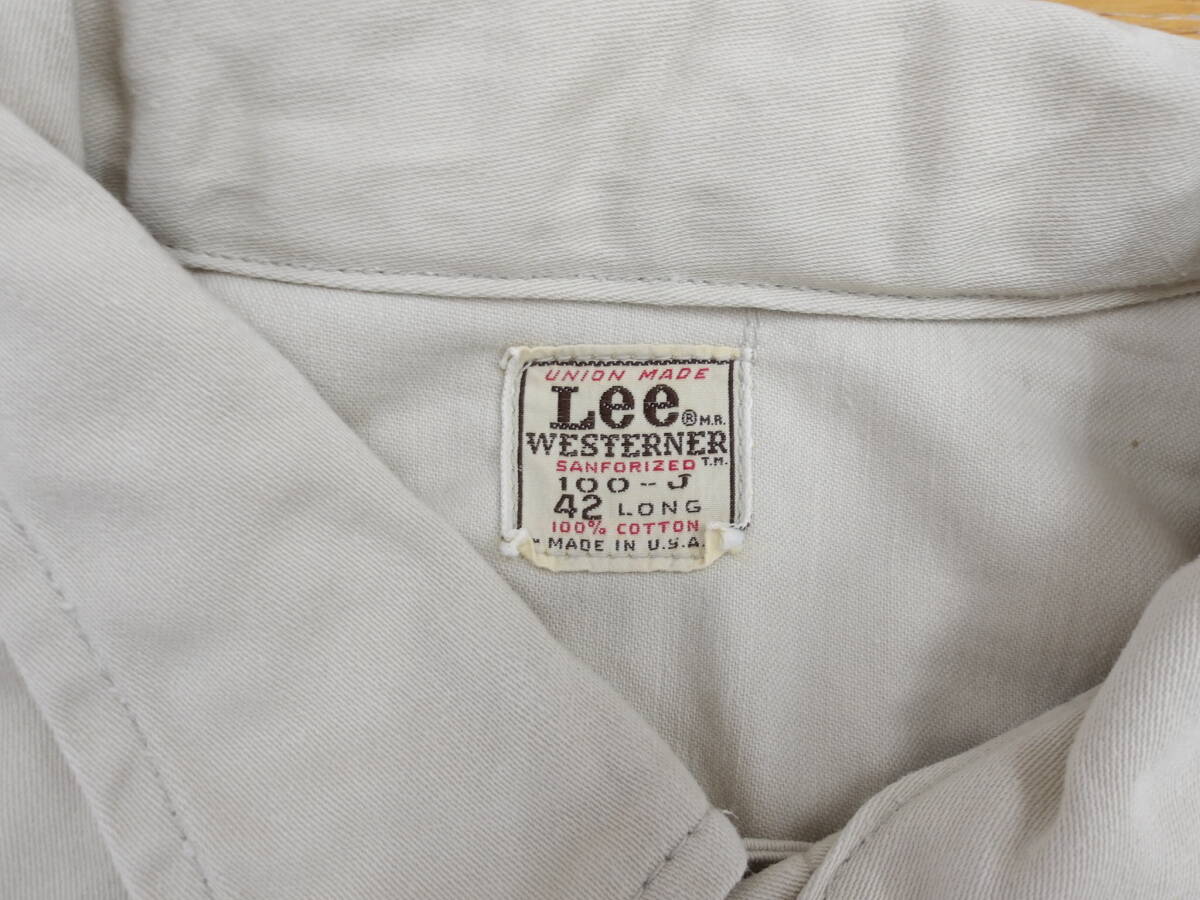 UNION MADE
Lee ® M.R.
WESTERNER
SANFORIZED T.M.
100-J
42 LONG
100% COTTON
MADE IN U.S.A.